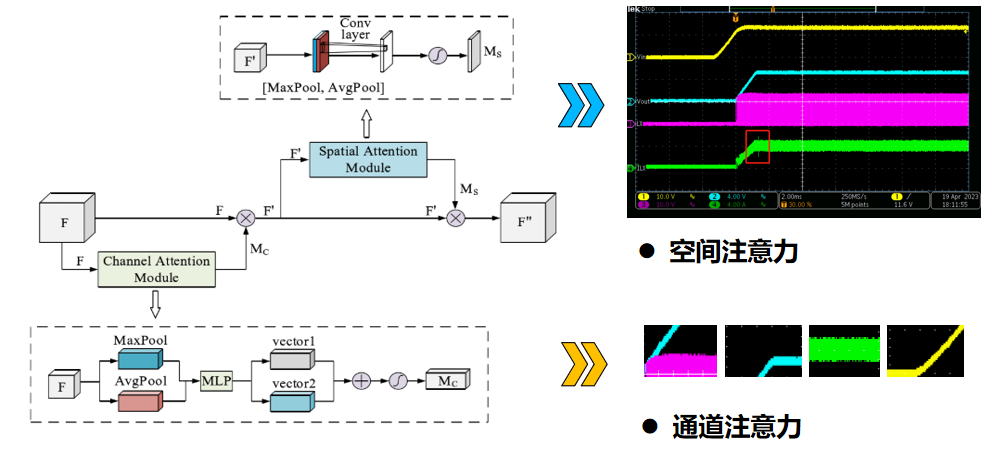 Conv
layer
F'
M_S
[MaxPool, AvgPool]
F'
Spatial Attention
Module
M_S
F
F
F'
F'
F"
F
Channel Attention
Module
M_C
MaxPool
vector1
F
AvgPool
MLP
vector2
M_C
Tek Stop
Vin
Vout
LT
1 10.0 V
2 4.00 V
2.00ms
250MS/s
1
4 4.00 A
30.00 %
5M points
11.6 V
19 Apr 2023
18:11:55
● 空间注意力
● 通道注意力